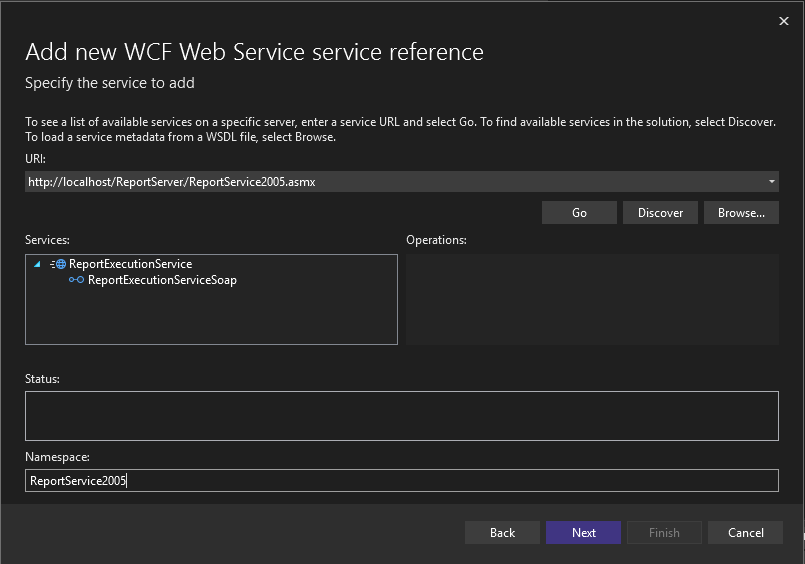 Add new WCF Web Service service reference
Specify the service to add
To see a list of available services on a specific server, enter a service URL and select Go. To find available services in the solution, select Discover.
To load a service metadata from a WSDL file, select Browse.
URI:
http://localhost/ReportServer/ReportService2005.asmx
Go
Discover
Browse...
Services:
Operations:
ReportExecutionService
ReportExecutionServiceSoap
Status:
Namespace:
ReportService2005
Back
Next
Finish
Cancel